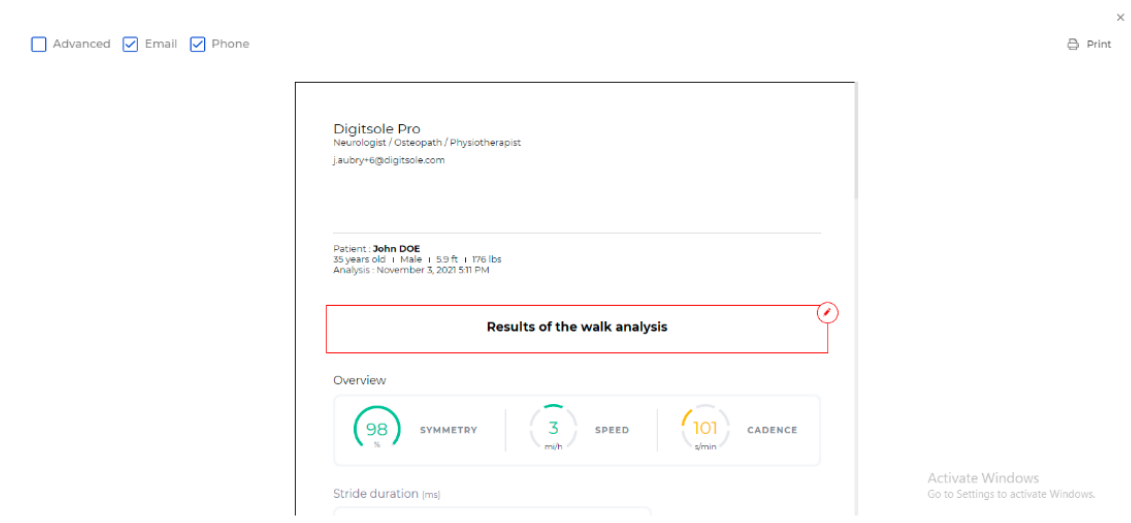 ×
Advanced Email Phone
Print
Digitsole Pro
Neurologist / Osteopath / Physiotherapist
j.aubry+6@digitsole.com
Patient : John DOE
35 years old | Male | 5.9 ft | 176 lbs
Analysis : November 3, 2021 5:11 PM
Results of the walk analysis
Overview
98 % SYMMETRY
3 mi/h SPEED
101 s/min CADENCE
Stride duration (ms)
Activate Windows
Go to Settings to activate Windows.